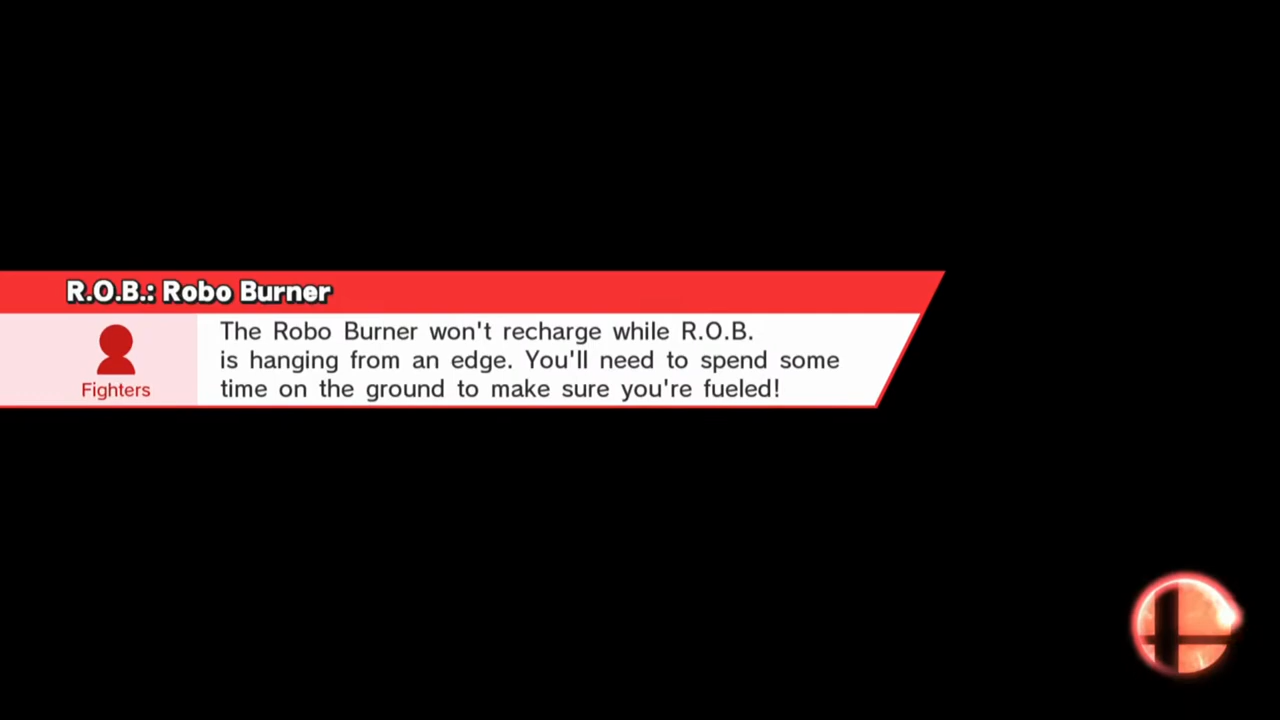 R.O.B.: Robo Burner
The Robo Burner won't recharge while R.O.B.
is hanging from an edge. You'll need to spend some
time on the ground to make sure you're fueled!
Fighters